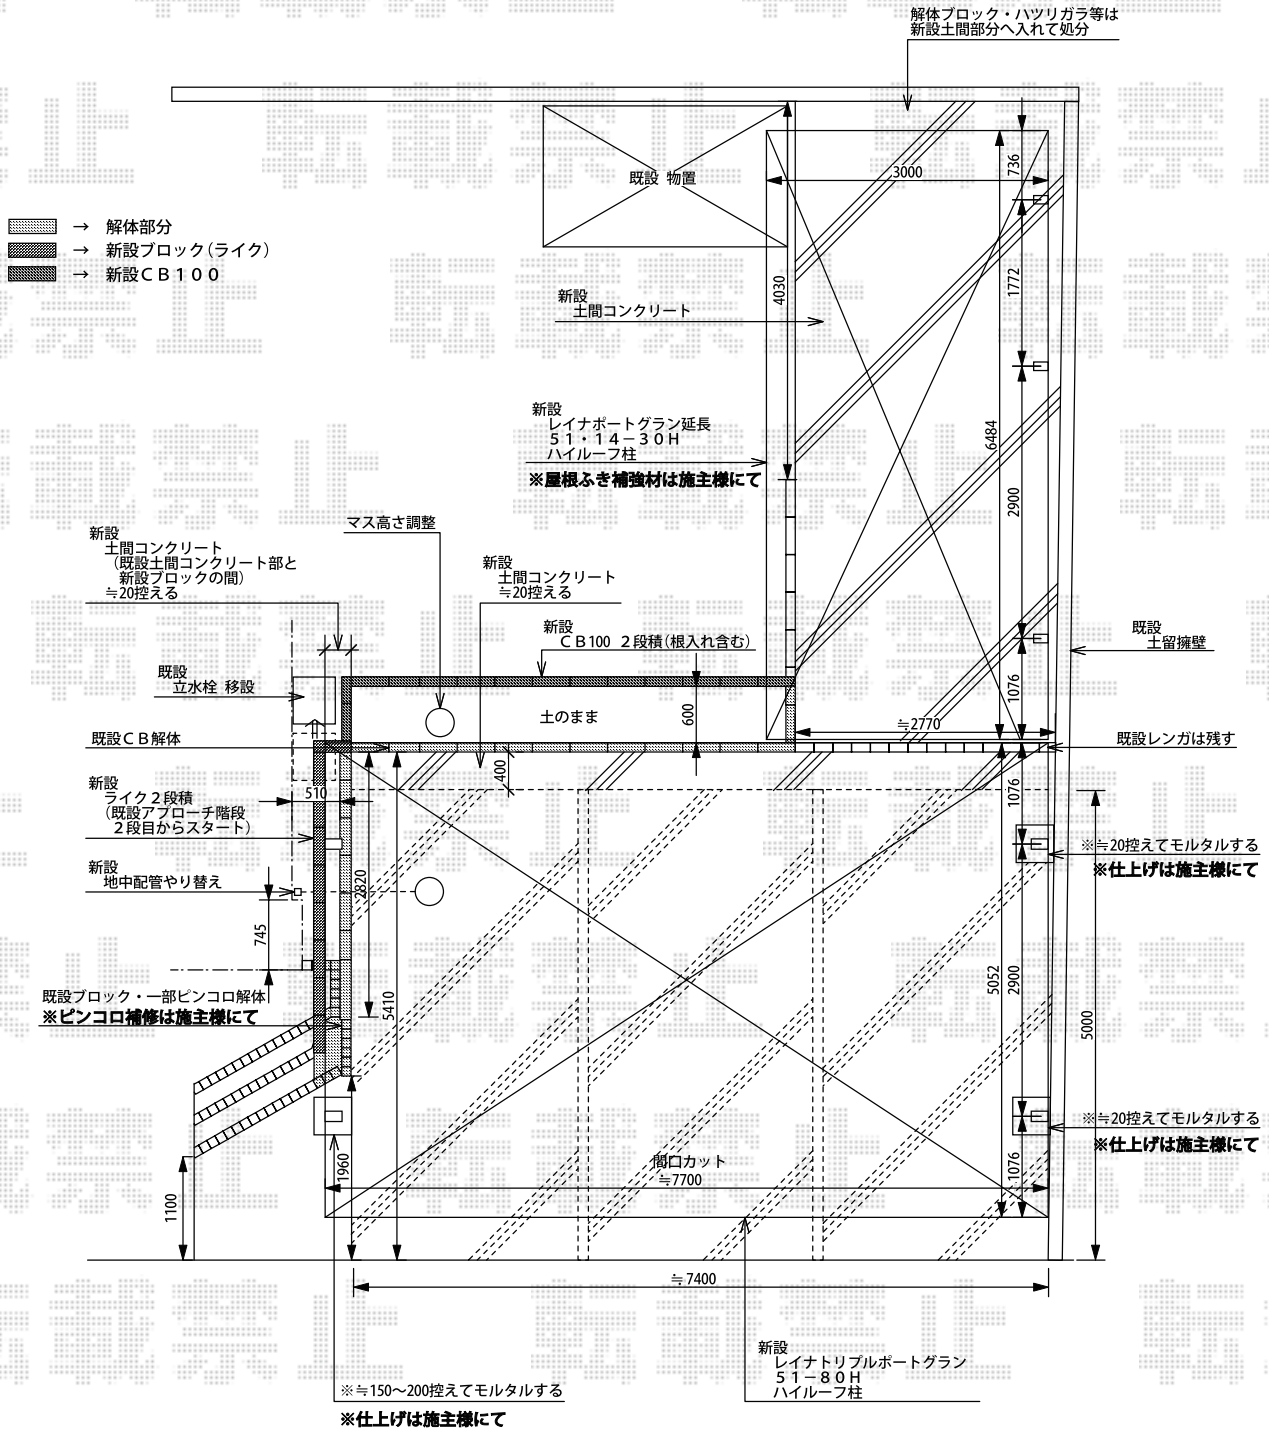 解体ブロック・ハツリガラ等は
新設土間部分へ入れて処分
736
3000
既設 物置
→ 解体部分
→ 新設ブロック(ライク)
→ 新設CB100
1772
4030
新設
土間コンクリート
新設
レイナポートグラン延長
51・14−30H
ハイルーフ柱
※屋根ふき補強材は施主様にて
6484
2900
マス高さ調整
新設
土間コンクリート
(既設土間コンクリート部と
新設ブロックの間)
≒20控える
新設
土間コンクリート
≒20控える
新設
CB100 2段積(根入れ含む)
既設
土留擁壁
既設
立水栓 移設
1076
土のまま
600
≒2770
既設CB解体
既設レンガは残す
400
新設
ライク2段積
(既設アプローチ階段
2段目からスタート)
510
1076
※≒20控えてモルタルする
※仕上げは施主様にて
新設
地中配管やり替え
2820
745
5052
2900
5410
5000
既設ブロック・一部ピンコロ解体
※ピンコロ補修は施主様にて
※≒20控えてモルタルする
※仕上げは施主様にて
間口カット
≒7700
1960
1076
1100
≒7400
新設
レイナトリプルポートグラン
51−80H
ハイルーフ柱
※≒150〜200控えてモルタルする
※仕上げは施主様にて
転載禁止